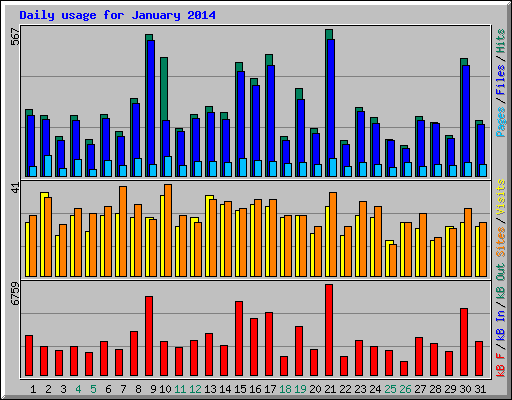 Daily usage for January 2014
567
Pages / Files / Hits
41
Sites / Visits
6759
kB F / kB In / kB Out
1 2 3 4 5 6 7 8 9 10 11 12 13 14 15 16 17 18 19 20 21 22 23 24 25 26 27 28 29 30 31